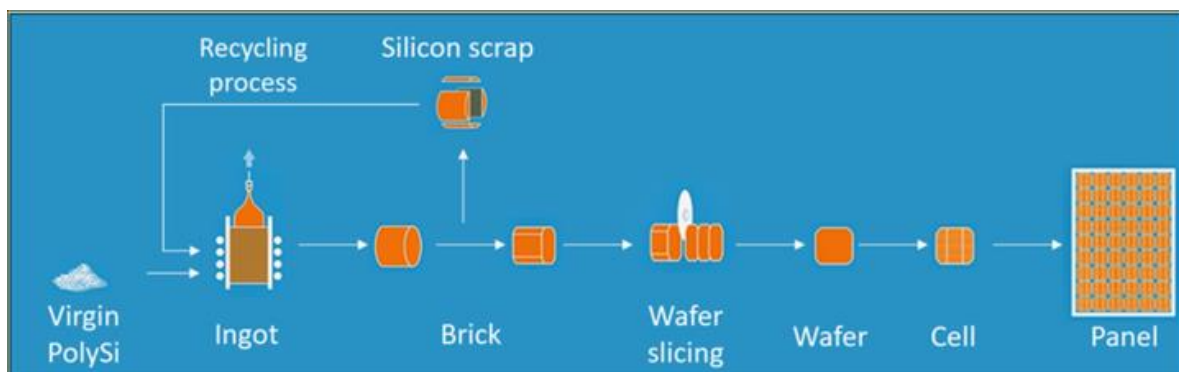 Recycling
process
Silicon scrap
Virgin
PolySi
Ingot
Brick
Wafer
slicing
Wafer
Cell
Panel